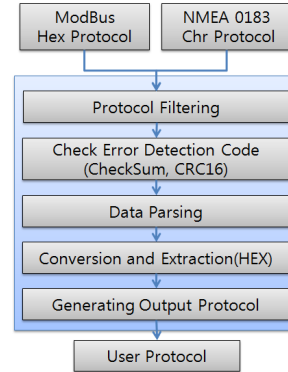 ModBus
Hex Protocol
NMEA 0183
Chr Protocol
Protocol Filtering
Check Error Detection Code
(CheckSum, CRC16)
Data Parsing
Conversion and Extraction(HEX)
Generating Output Protocol
User Protocol